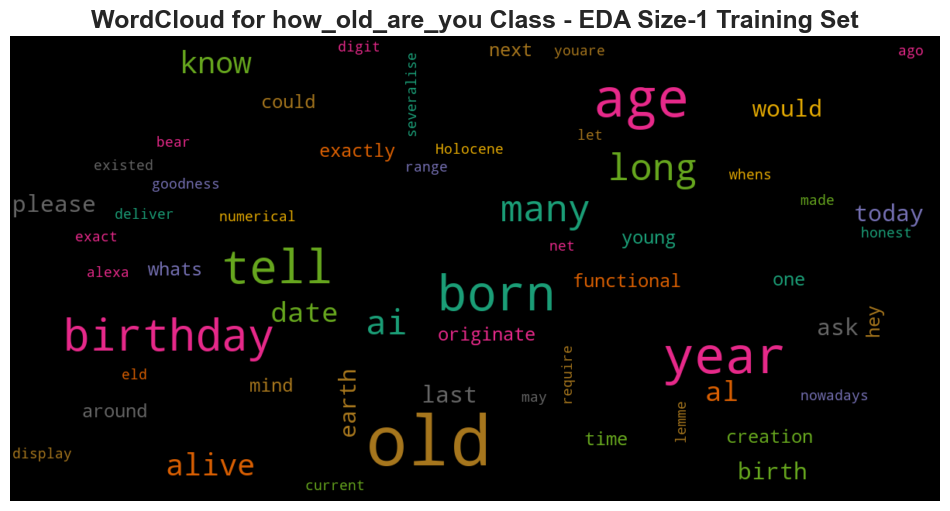 WordCloud for how_old_are_you Class - EDA Size-1 Training Set
digit
next
youare
ago
know
severalise
could
age
would
let
bear
exactly
Holocene
existed
range
long
whens
goodness
please
deliver
numerical
many
made
today
exact
net
young
honest
alexa
whats
tell
born
functional
one
date
ai
birthday
originate
ask
hey
year
eld
mind
earth
last
may
require
al
nowadays
around
lemme
old
time
creation
display
alive
birth
current